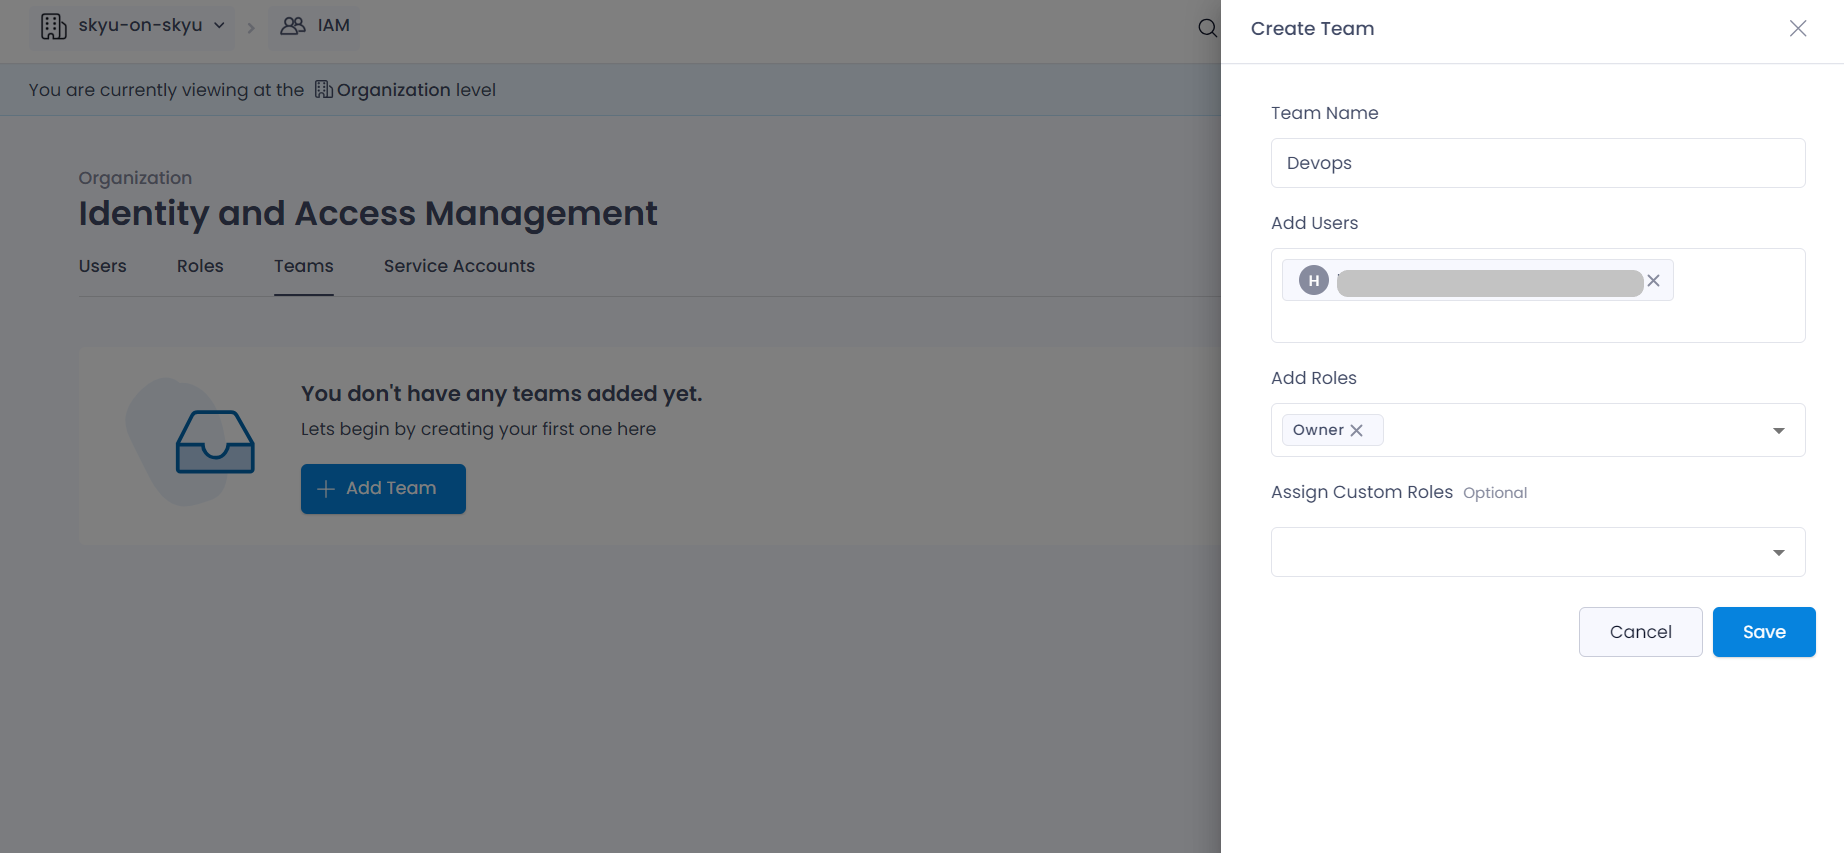 skyu-on-skyu
IAM
You are currently viewing at the Organization level
Organization
Identity and Access Management
Users
Roles
Teams
Service Accounts
You don't have any teams added yet.
Lets begin by creating your first one here
Add Team
Create Team
Team Name
Devops
Add Users
H
Add Roles
Owner
Assign Custom Roles Optional
Cancel
Save